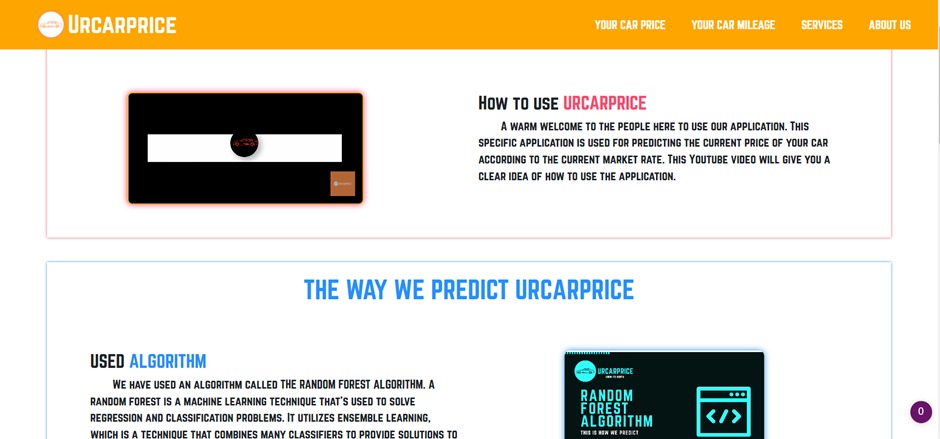 Urcarprice
YOUR CAR PRICE
YOUR CAR MILEAGE
SERVICES
ABOUT US
How to use URCARPRICE
A warm welcome to the people here to use our application. This
specific application is used for predicting the current price of your car
according to the current market rate. This Youtube video will give you a
clear idea of how to use the application.
THE WAY WE PREDICT URCARPRICE
USED ALGORITHM
We have used an algorithm called THE RANDOM FOREST ALGORITHM. A
random forest is a machine learning technique that's used to solve
regression and classification problems. It utilizes ensemble learning,
which is a technique that combines many classifiers to provide solutions to
URCARPRICE
RANDOM
FOREST
ALGORITHM
THIS IS HOW WE PREDICT
0